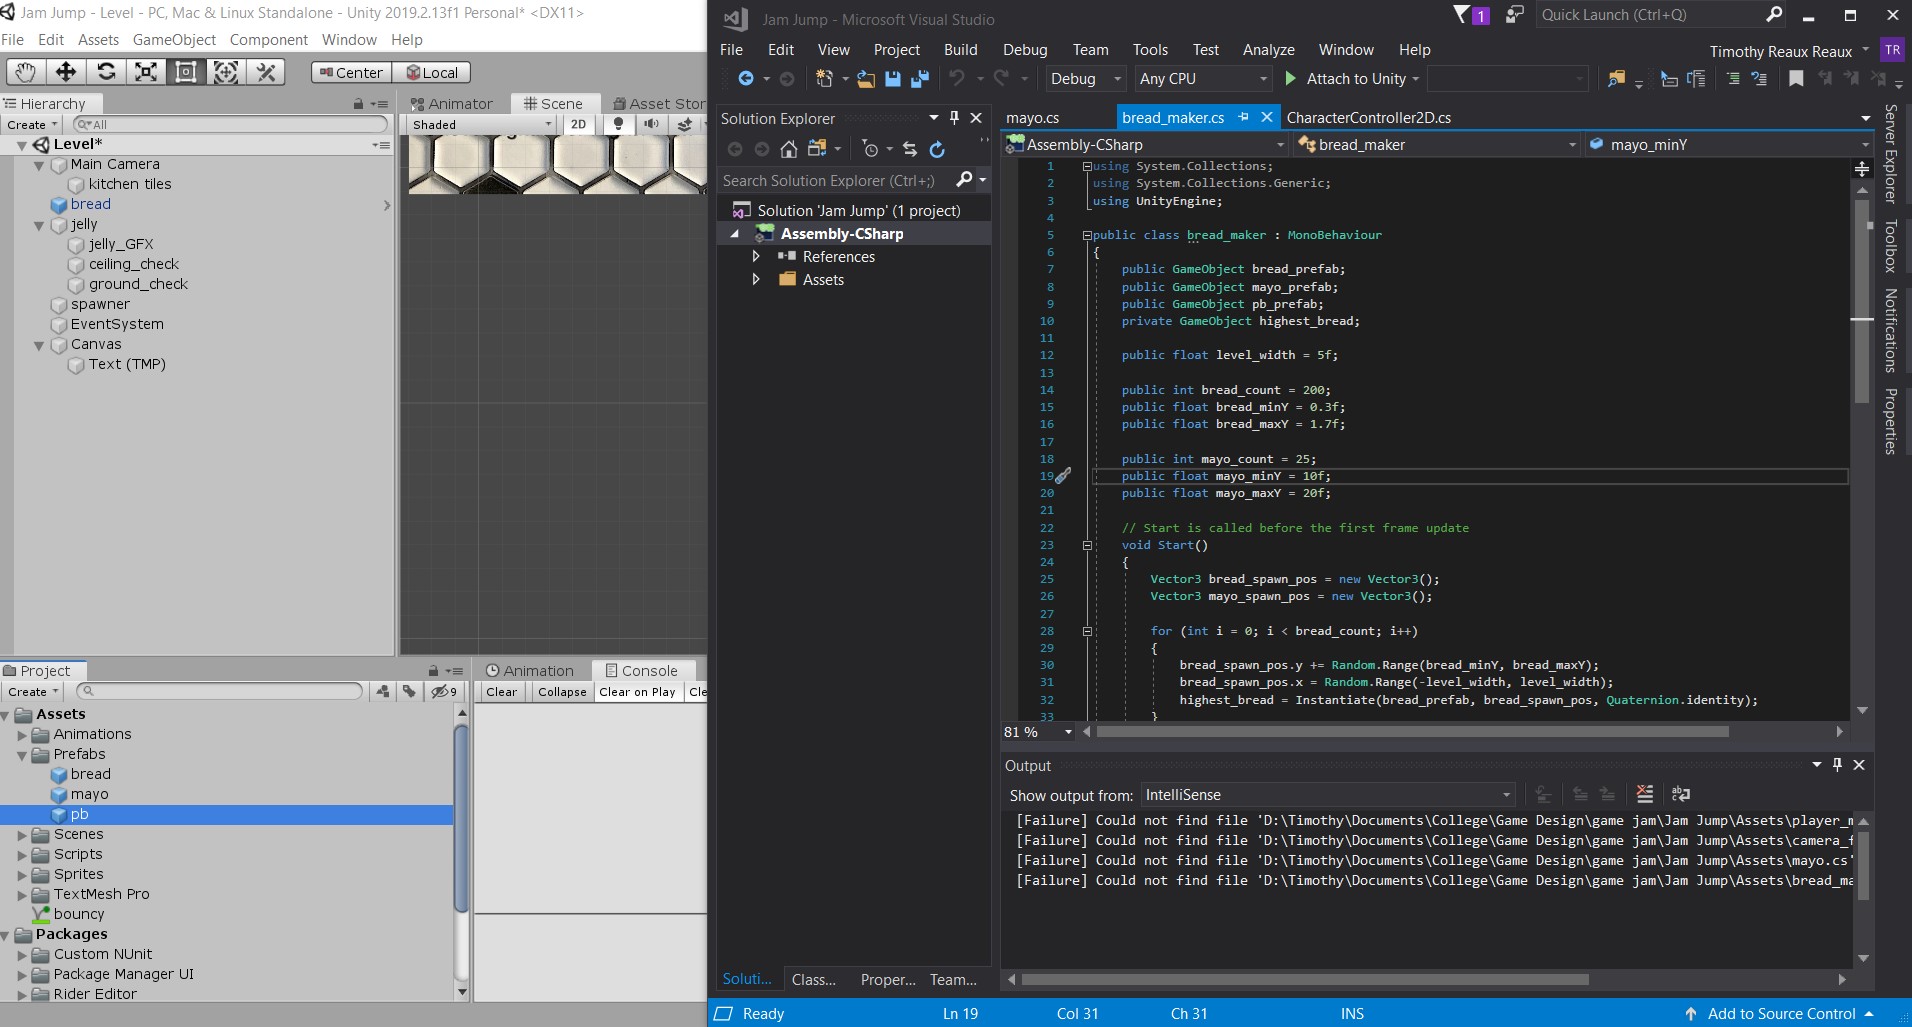 Jam Jump - Level - PC, Mac & Linux Standalone - Unity 2019.2.13f1 Personal* <DX11>
File Edit Assets GameObject Component Window Help
Center Local
Hierarchy
Create All
Level*
Main Camera
kitchen tiles
bread
jelly
jelly_GFX
ceiling_check
ground_check
spawner
EventSystem
Canvas
Text (TMP)
Animator Scene Asset Stor
Shaded 2D
Project
Create 9
Assets
Animations
Prefabs
bread
mayo
pb
Scenes
Scripts
Sprites
TextMesh Pro
bouncy
Packages
Custom NUnit
Package Manager UI
Rider Editor
Animation Console
Clear Collapse Clear on Play Cle
Jam Jump - Microsoft Visual Studio
1 Quick Launch (Ctrl+Q)
File Edit View Project Build Debug Team Tools Test Analyze Window Help
Timothy Reaux Reaux TR
Debug Any CPU Attach to Unity
Solution Explorer
Search Solution Explorer (Ctrl+;)
Solution 'Jam Jump' (1 project)
Assembly-CSharp
References
Assets
Soluti... Class... Proper... Team...
mayo.cs bread_maker.cs CharacterController2D.cs
Assembly-CSharp bread_maker mayo_minY
1 using System.Collections;
2 using System.Collections.Generic;
3 using UnityEngine;
4
5 public class bread_maker : MonoBehaviour
6 {
7 public GameObject bread_prefab;
8 public GameObject mayo_prefab;
9 public GameObject pb_prefab;
10 private GameObject highest_bread;
11
12 public float level_width = 5f;
13
14 public int bread_count = 200;
15 public float bread_minY = 0.3f;
16 public float bread_maxY = 1.7f;
17
18 public int mayo_count = 25;
19 public float mayo_minY = 10f;
20 public float mayo_maxY = 20f;
21
22 // Start is called before the first frame update
23 void Start()
24 {
25 Vector3 bread_spawn_pos = new Vector3();
26 Vector3 mayo_spawn_pos = new Vector3();
27
28 for (int i = 0; i < bread_count; i++)
29 {
30 bread_spawn_pos.y += Random.Range(bread_minY, bread_maxY);
31 bread_spawn_pos.x = Random.Range(-level_width, level_width);
32 highest_bread = Instantiate(bread_prefab, bread_spawn_pos, Quaternion.identity);
33 }
81 %
Output
Show output from: IntelliSense
[Failure] Could not find file 'D:\Timothy\Documents\College\Game Design\game jam\Jam Jump\Assets\player_m
[Failure] Could not find file 'D:\Timothy\Documents\College\Game Design\game jam\Jam Jump\Assets\camera_f
[Failure] Could not find file 'D:\Timothy\Documents\College\Game Design\game jam\Jam Jump\Assets\mayo.cs'
[Failure] Could not find file 'D:\Timothy\Documents\College\Game Design\game jam\Jam Jump\Assets\bread_ma
Server Explorer
Toolbox
Notifications
Properties
Ready Ln 19 Col 31 Ch 31 INS Add to Source Control